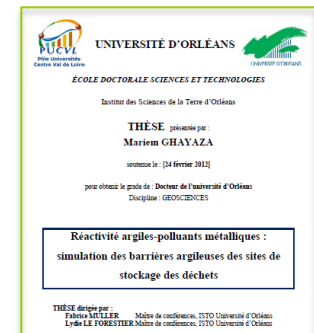 PUCVL
Pôle Universités
Centre Val de Loire
UNIVERSITÉ D'ORLÉANS
UNIVERSITÉ D'ORLÉANS
ÉCOLE DOCTORALE SCIENCES ET TECHNOLOGIES
Institut des Sciences de la Terre d'Orléans
THÈSE présentée par :
Mariem GHAYAZA
soutenue le : [24 février 2012]
pour obtenir le grade de : Docteur de l'université d'Orléans
Discipline : GEOSCIENCES
Réactivité argiles-polluants métalliques :
simulation des barrières argileuses des sites de
stockage des déchets
THÈSE dirigée par :
Fabrice MULLER Maître de conférences, ISTO Université d'Orléans
Lydie LE FORESTIER Maître de conférences, ISTO Université d'Orléans